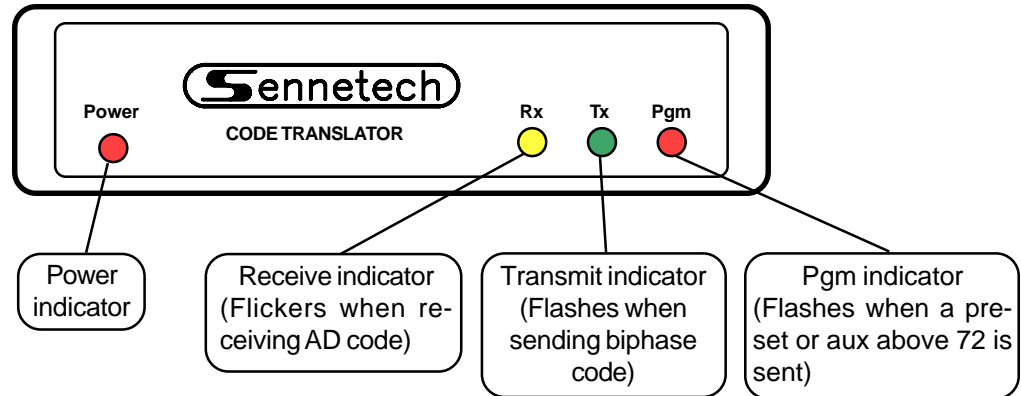 Sennetech
Power
CODE TRANSLATOR
Rx
Tx
Pgm
Power
indicator
Receive indicator
(Flickers when re-
ceiving AD code)
Transmit indicator
(Flashes when
sending biphase
code)
Pgm indicator
(Flashes when a pre-
set or aux above 72 is
sent)